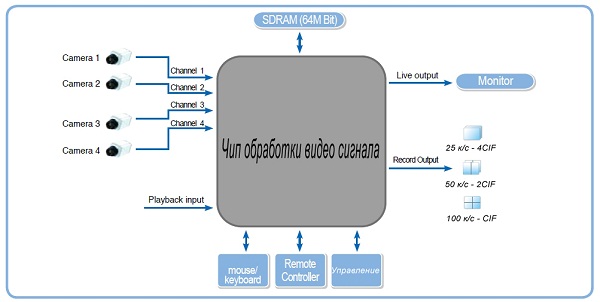 SDRAM (64M Bit)
Camera 1
Channel 1
Camera 2
Channel 2
Camera 3
Channel 3
Camera 4
Channel 4
Чип обработки видео сигнала
Live output
Monitor
Record Output
25 к/с - 4CIF
50 к/с - 2CIF
100 к/с - CIF
Playback input
mouse/
keyboard
Remote
Controller
Управление